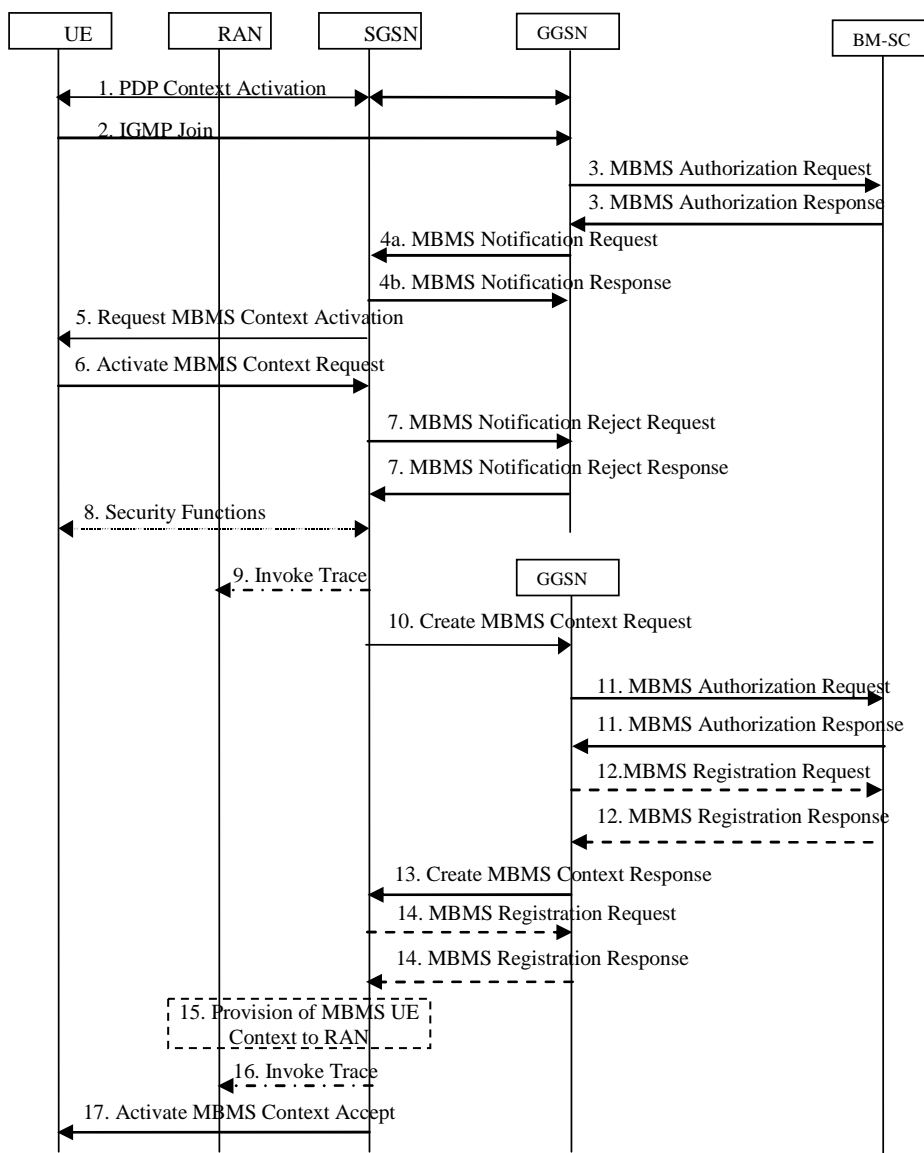 UE
RAN
SGSN
GGSN
BM-SC
1. PDP Context Activation
2. IGMP Join
3. MBMS Authorization Request
3. MBMS Authorization Response
4a. MBMS Notification Request
4b. MBMS Notification Response
5. Request MBMS Context Activation
6. Activate MBMS Context Request
7. MBMS Notification Reject Request
7. MBMS Notification Reject Response
8. Security Functions
9. Invoke Trace
GGSN
10. Create MBMS Context Request
11. MBMS Authorization Request
11. MBMS Authorization Response
12.MBMS Registration Request
12. MBMS Registration Response
13. Create MBMS Context Response
14. MBMS Registration Request
14. MBMS Registration Response
15. Provision of MBMS UE
Context to RAN
16. Invoke Trace
17. Activate MBMS Context Accept